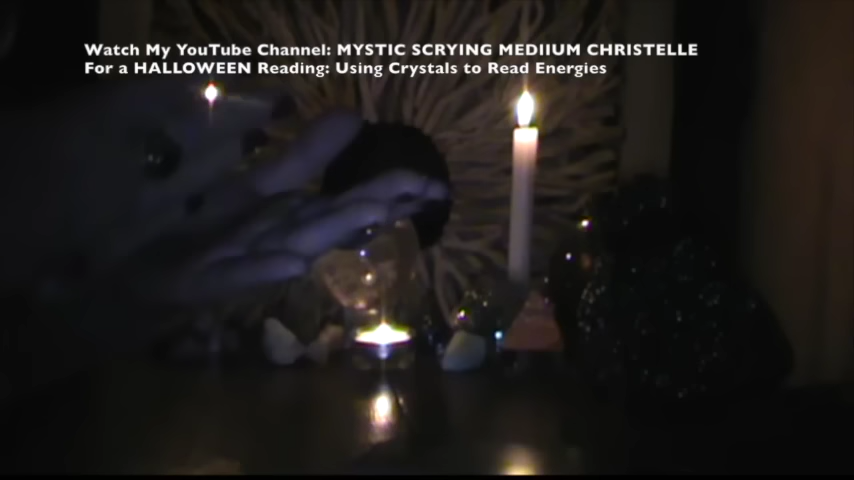 Watch My YouTube Channel: MYSTIC SCRYING MEDIIUM CHRISTELLE
For a HALLOWEEN Reading: Using Crystals to Read Energies